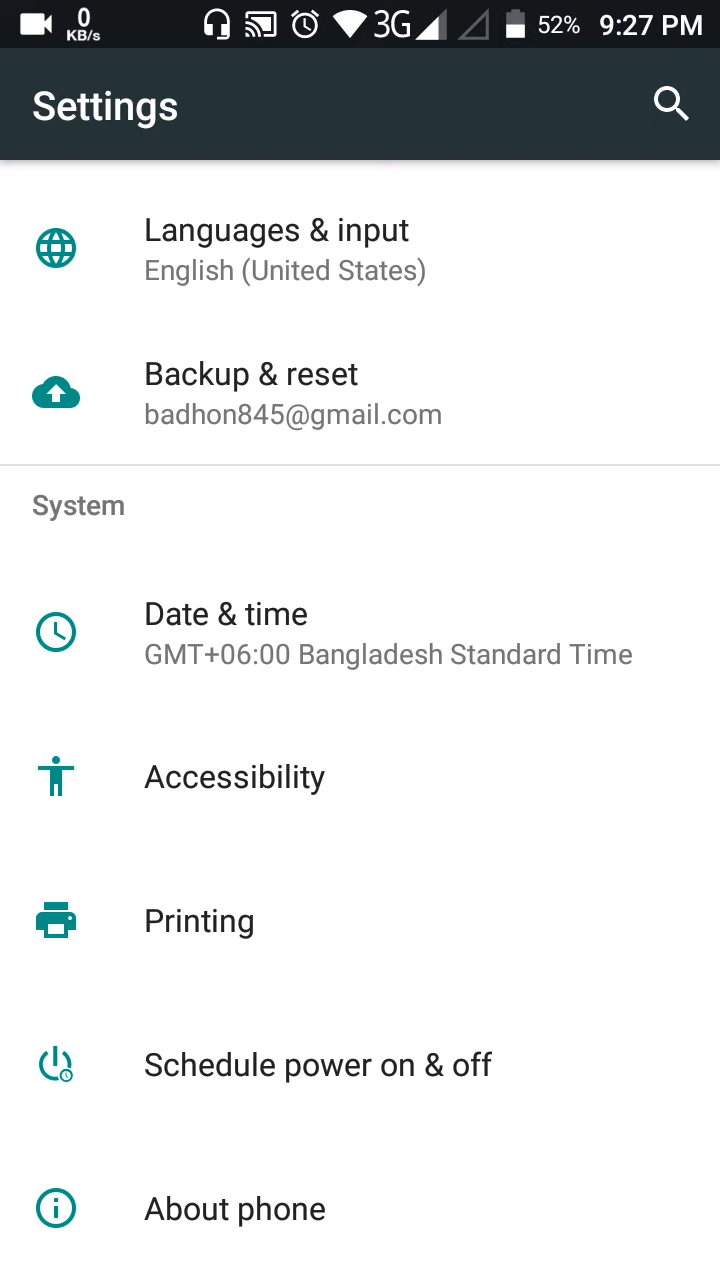 0 KB/s 3G 52% 9:27 PM
Settings
Languages & input
English (United States)
Backup & reset
badhon845@gmail.com
System
Date & time
GMT+06:00 Bangladesh Standard Time
Accessibility
Printing
Schedule power on & off
About phone